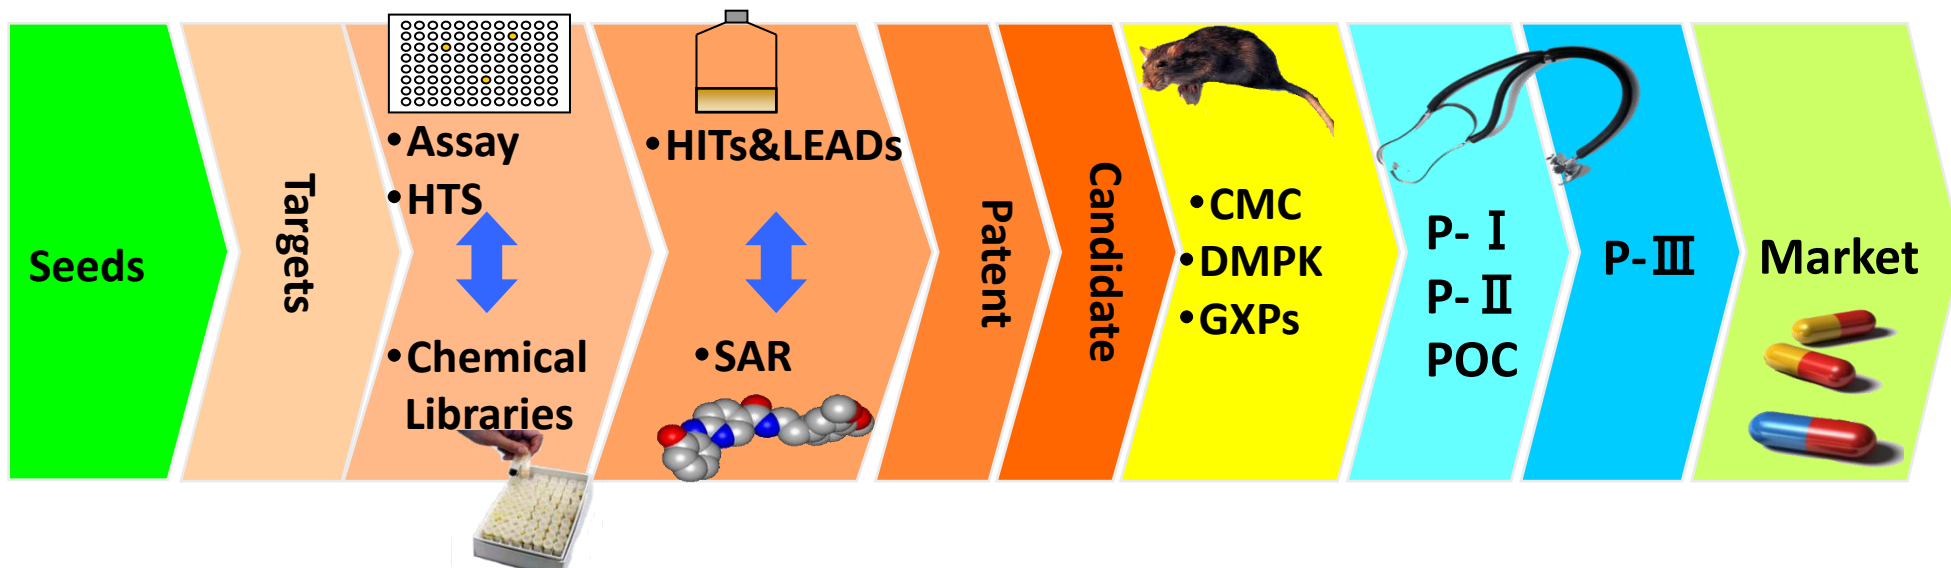 Seeds
Targets
•Assay
•HTS
•Chemical
Libraries
•HITs&LEADs
•SAR
Patent
Candidate
•CMC
•DMPK
•GXPs
P-Ⅰ
P-Ⅱ
POC
P-Ⅲ
Market